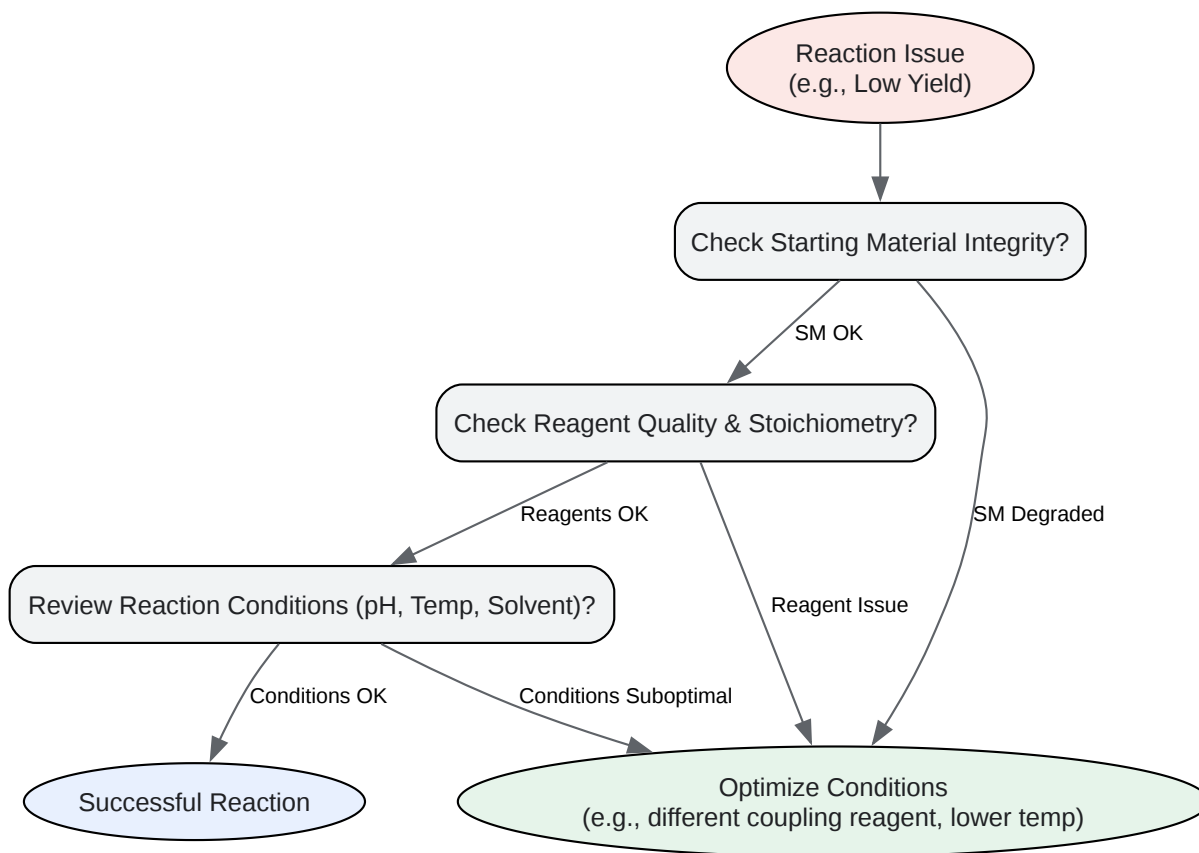 Reaction Issue
(e.g., Low Yield)
Check Starting Material Integrity?
SM OK
Check Reagent Quality & Stoichiometry?
Reagents OK
SM Degraded
Review Reaction Conditions (pH, Temp, Solvent)?
Reagent Issue
Conditions OK
Conditions Suboptimal
Successful Reaction
Optimize Conditions
(e.g., different coupling reagent, lower temp)